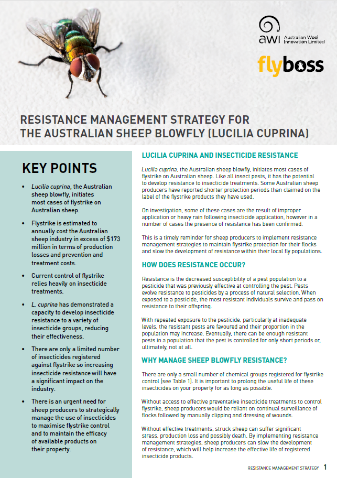 awi Australian Wool
Innovation Limited
flyboss
RESISTANCE MANAGEMENT STRATEGY FOR
THE AUSTRALIAN SHEEP BLOWFLY (LUCILIA CUPRINA)
KEY POINTS
• Lucilia cuprina, the Australian
sheep blowfly, initiates
most cases of flystrike on
Australian sheep
• Flystrike is estimated to
annually cost the Australian
sheep industry in excess of $173
million in terms of production
losses and prevention and
treatment costs.
• Current control of flystrike
relies heavily on insecticide
treatments.
• L. cuprina has demonstrated a
capacity to develop insecticide
resistance to a variety of
insecticide groups, reducing
their effectiveness.
• There are only a limited number
of insecticides registered
against flystrike so increasing
insecticide resistance will have
a significant impact on the
industry.
• There is an urgent need for
sheep producers to strategically
manage the use of insecticides
to maximise flystrike control
and to maintain the efficacy
of available products on
their property
LUCILIA CUPRINA AND INSECTICIDE RESISTANCE
Lucilia cuprina, the Australian sheep blowfly, initiates most cases of
flystrike on Australian sheep. Like all insect pests, it has the potential
to develop resistance to insecticide treatments. Some Australian sheep
producers have reported shorter protection periods than claimed on the
label of the flystrike products they have used.
On investigation, some of these cases are the result of improper
application or heavy rain following insecticide application, however in a
number of cases the presence of resistance has been confirmed.
This is a timely reminder for sheep producers to implement resistance
management strategies to maintain flystrike protection for their flocks
and slow the development of resistance within their local fly populations.
HOW DOES RESISTANCE OCCUR?
Resistance is the decreased susceptibility of a pest population to a
pesticide that was previously effective at controlling the pest. Pests
evolve resistance to pesticides by a process of natural selection. When
exposed to a pesticide, the most resistant individuals survive and pass on
resistance to their offspring.
With repeated exposure to the pesticide, particularly at inadequate
levels, the resistant pests are favoured and their proportion in the
population may increase. Eventually, there can be enough resistant
pests in a population that the pest is controlled for only short periods or,
ultimately, not at all.
WHY MANAGE SHEEP BLOWFLY RESISTANCE?
There are only a small number of chemical groups registered for flystrike
control (see Table 1). It is important to prolong the useful life of these
insecticides on your property for as long as possible.
Without access to effective preventative insecticide treatments to control
flystrike, sheep producers would be reliant on continual surveillance of
flocks followed by manually clipping and dressing of wounds.
Without effective treatments, struck sheep can suffer significant
stress, production loss and possibly death. By implementing resistance
management strategies, sheep producers can slow the development
of resistance, which will help increase the effective life of registered
insecticide products.
RESISTANCE MANAGEMENT STRATEGY 1